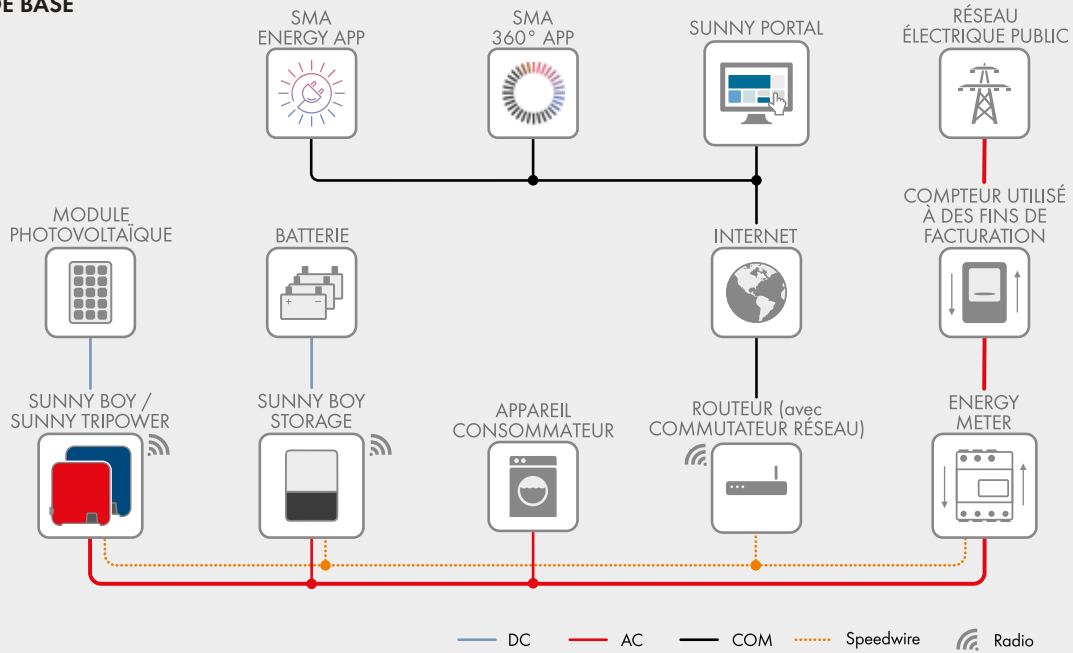 DE BASE
SMA
ENERGY APP
SMA
360° APP
SUNNY PORTAL
RÉSEAU
ÉLECTRIQUE PUBLIC
MODULE
PHOTOVOLTAÏQUE
BATTERIE
INTERNET
COMPTEUR UTILISÉ
À DES FINS DE
FACTURATION
SUNNY BOY /
SUNNY TRIPOWER
SUNNY BOY
STORAGE
APPAREIL
CONSOMMATEUR
ROUTEUR (avec
COMMUTATEUR RÉSEAU)
ENERGY
METER
DC
AC
COM
Speedwire
Radio